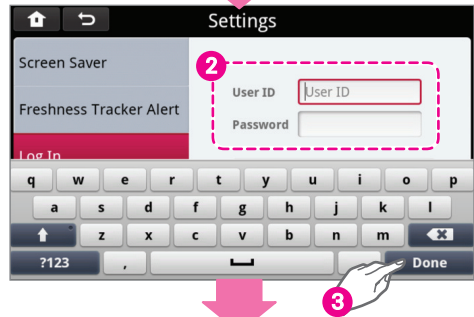 Settings
Screen Saver
2
User ID User ID
Freshness Tracker Alert
Password
Log In
q w e r t y u i o p
a s d f g h j k l
z x c v b n m
?123 , Done
3